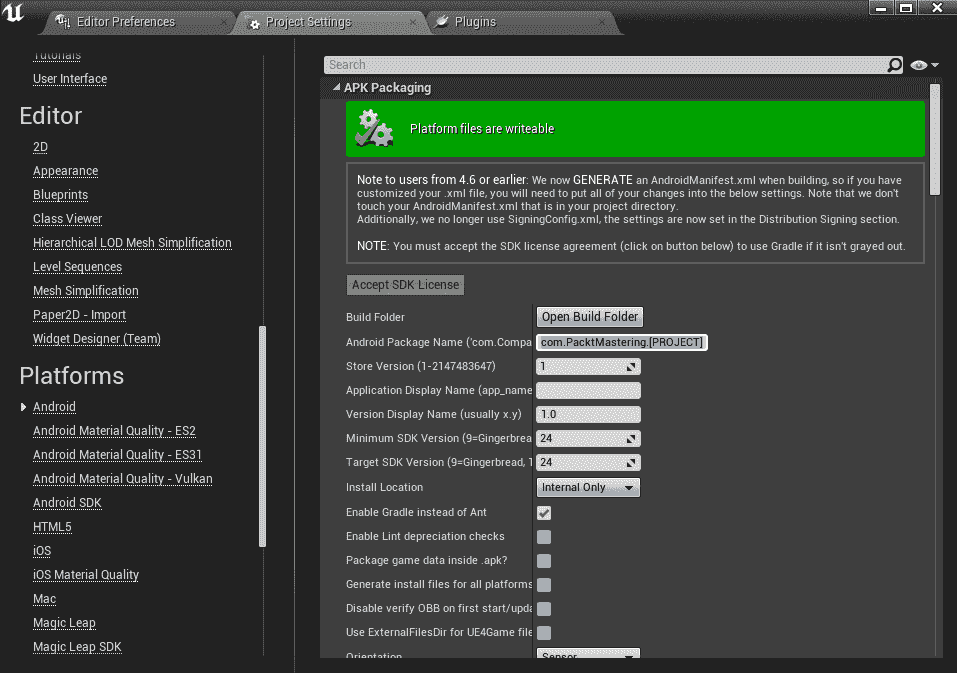 Editor Preferences
Project Settings
Plugins
Tutorials
User Interface
Editor
2D
Appearance
Blueprints
Class Viewer
Hierarchical LOD Mesh Simplification
Level Sequences
Mesh Simplification
Paper2D - Import
Widget Designer (Team)
Platforms
Android
Android Material Quality - ES2
Android Material Quality - ES31
Android Material Quality - Vulkan
Android SDK
HTML5
iOS
iOS Material Quality
Mac
Magic Leap
Magic Leap SDK
Search
APK Packaging
Platform files are writeable
Note to users from 4.6 or earlier: We now GENERATE an AndroidManifest.xml when building, so if you have
customized your .xml file, you will need to put all of your changes into the below settings. Note that we don't
touch your AndroidManifest.xml that is in your project directory.
Additionally, we no longer use SigningConfig.xml, the settings are now set in the Distribution Signing section.
NOTE: You must accept the SDK license agreement (click on button below) to use Gradle if it isn't grayed out.
Accept SDK License
Build Folder Open Build Folder
Android Package Name ('com.Compa com.PacktMastering.[PROJECT]
Store Version (1-2147483647) 1
Application Display Name (app_name
Version Display Name (usually x.y) 1.0
Minimum SDK Version (9=Gingerbrea 24
Target SDK Version (9=Gingerbread, 1 24
Install Location Internal Only
Enable Gradle instead of Ant
Enable Lint depreciation checks
Package game data inside .apk?
Generate install files for all platforms
Disable verify OBB on first start/upda
Use ExternalFilesDir for UE4Game file
Orientation Sensor